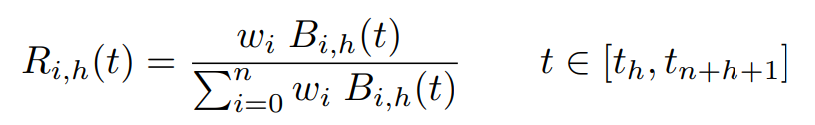 R_{i,h}(t) = \frac{w_i \, B_{i,h}(t)}{\sum_{i=0}^{n} w_i \, B_{i,h}(t)} \qquad t \in [t_h, t_{n+h+1}]